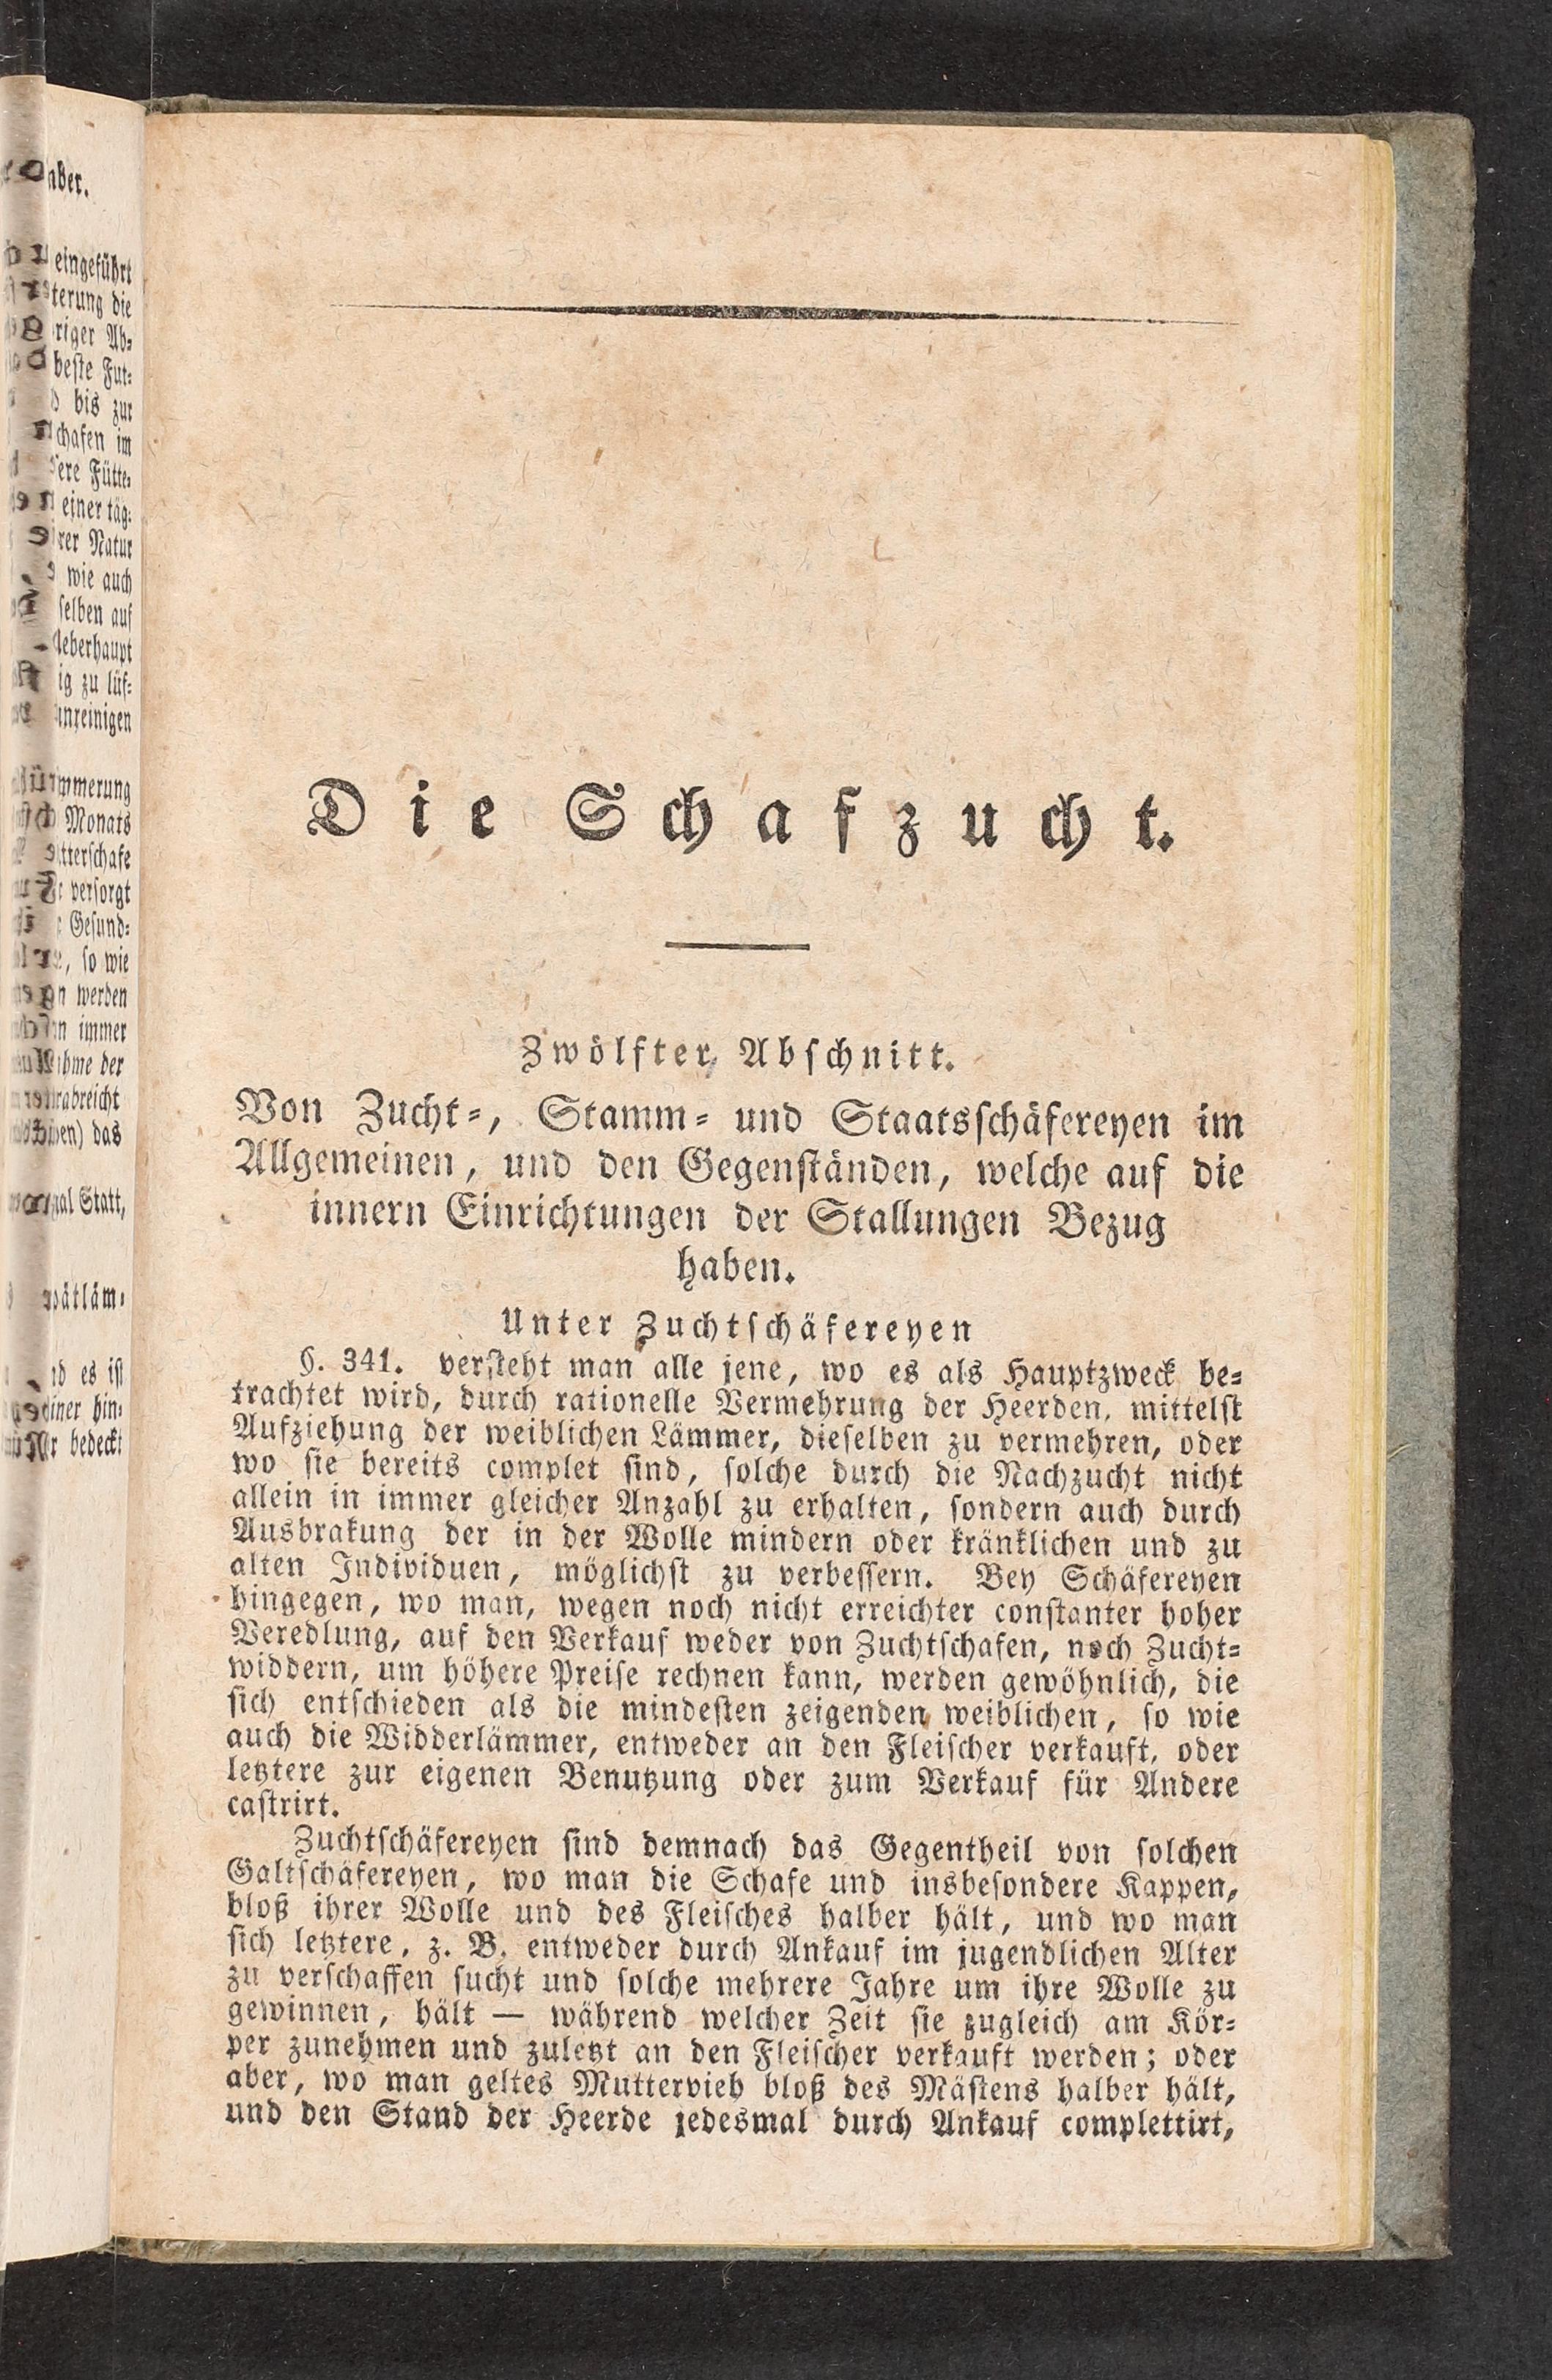 Die Schafzucht.
Zwölfter Abschnitt.
Von Zucht-, Stamm- und Staatsschäfereyen im
Allgemeinen, und den Gegenständen, welche auf die
innern Einrichtungen der Stallungen Bezug
haben.
Unter Zuchtschäfereyen
§. 341. versteht man alle jene, wo es als Hauptzweck be-
trachtet wird, durch rationelle Vermehrung der Heerden, mittelst
Aufziehung der weiblichen Lämmer, dieselben zu vermehren, oder
wo sie bereits complet sind, solche durch die Nachzucht nicht
allein in immer gleicher Anzahl zu erhalten, sondern auch durch
Ausbrakung der in der Wolle mindern oder kränklichen und zu
alten Individuen, möglichst zu verbessern. Bey Schäfereyen
hingegen, wo man, wegen noch nicht erreichter constanter hoher
Veredlung, auf den Verkauf weder von Zuchtschafen, noch Zucht-
widdern, um höhere Preise rechnen kann, werden gewöhnlich, die
sich entschieden als die mindesten zeigenden weiblichen, so wie
auch die Widderlämmer, entweder an den Fleischer verkauft, oder
letztere zur eigenen Benutzung oder zum Verkauf für Andere
castrirt.
Zuchtschäfereyen sind demnach das Gegentheil von solchen
Galtschäfereyen, wo man die Schafe und insbesondere Kappen,
bloß ihrer Wolle und des Fleisches halber hält, und wo man
sich letztere, z. B. entweder durch Ankauf im jugendlichen Alter
zu verschaffen sucht und solche mehrere Jahre um ihre Wolle zu
gewinnen, hält — während welcher Zeit sie zugleich am Kör-
per zunehmen und zuletzt an den Fleischer verkauft werden; oder
aber, wo man geltes Muttervieh bloß des Mästens halber hält,
und den Stand der Heerde jedesmal durch Ankauf complettirt,